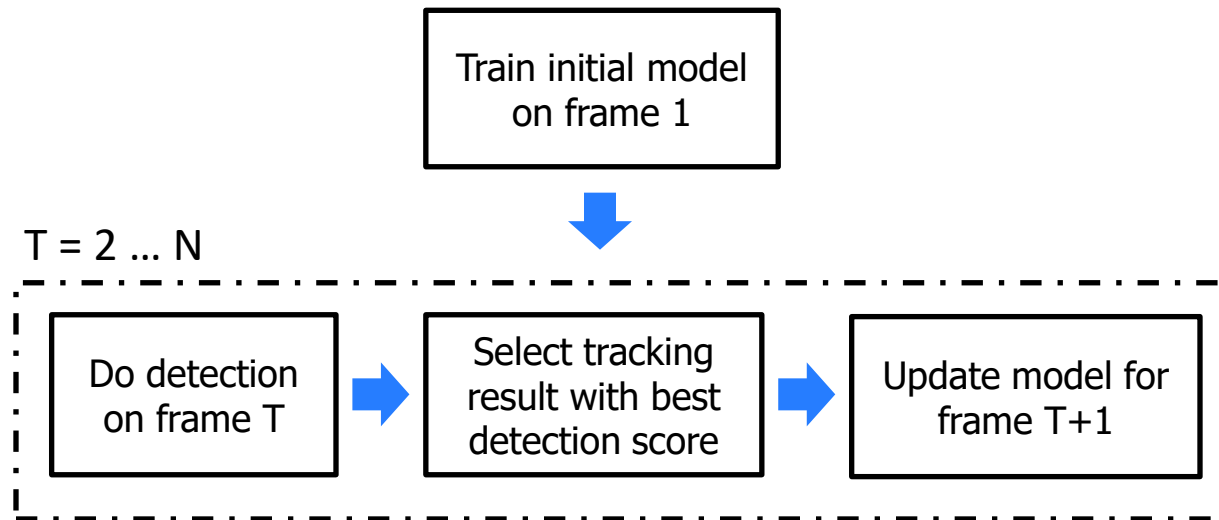 Train initial model
on frame 1
T = 2 ... N
Do detection
on frame T
Select tracking
result with best
detection score
Update model for
frame T+1